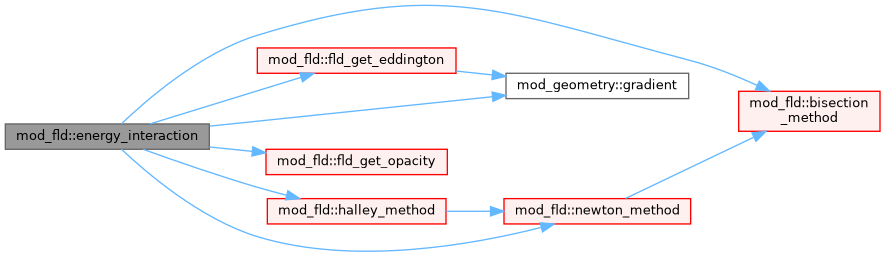 mod_fld::energy_interaction
mod_fld::fld_get_eddington
mod_geometry::gradient
mod_fld::bisection
_method
mod_fld::fld_get_opacity
mod_fld::halley_method
mod_fld::newton_method